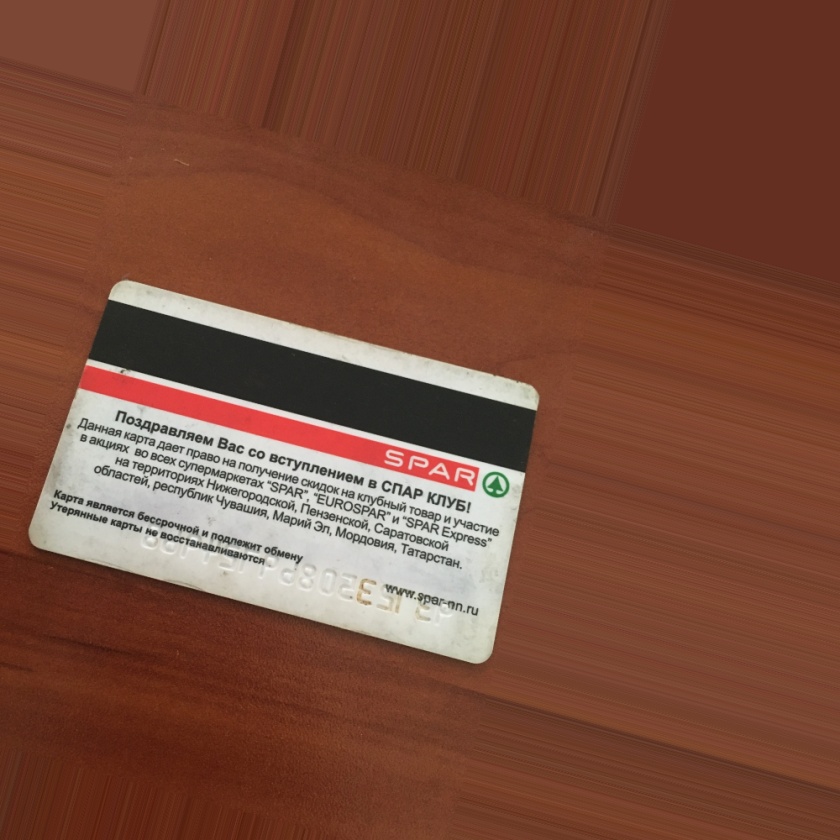 SPAR
Поздравляем Вас со вступлением в СПАР КЛУБ!
Данная карта дает право на получение скидок на клубный товар и участие
в акциях во всех супермаркетах "SPAR", "EUROSPAR" и "SPAR Express"
на территориях Нижегородской, Пензенской, Саратовской
областей, республик Чувашия, Марий Эл, Мордовия, Татарстан.
Карта является бессрочной и подлежит обмену
Утерянные карты не восстанавливаются
www.spar-nn.ru